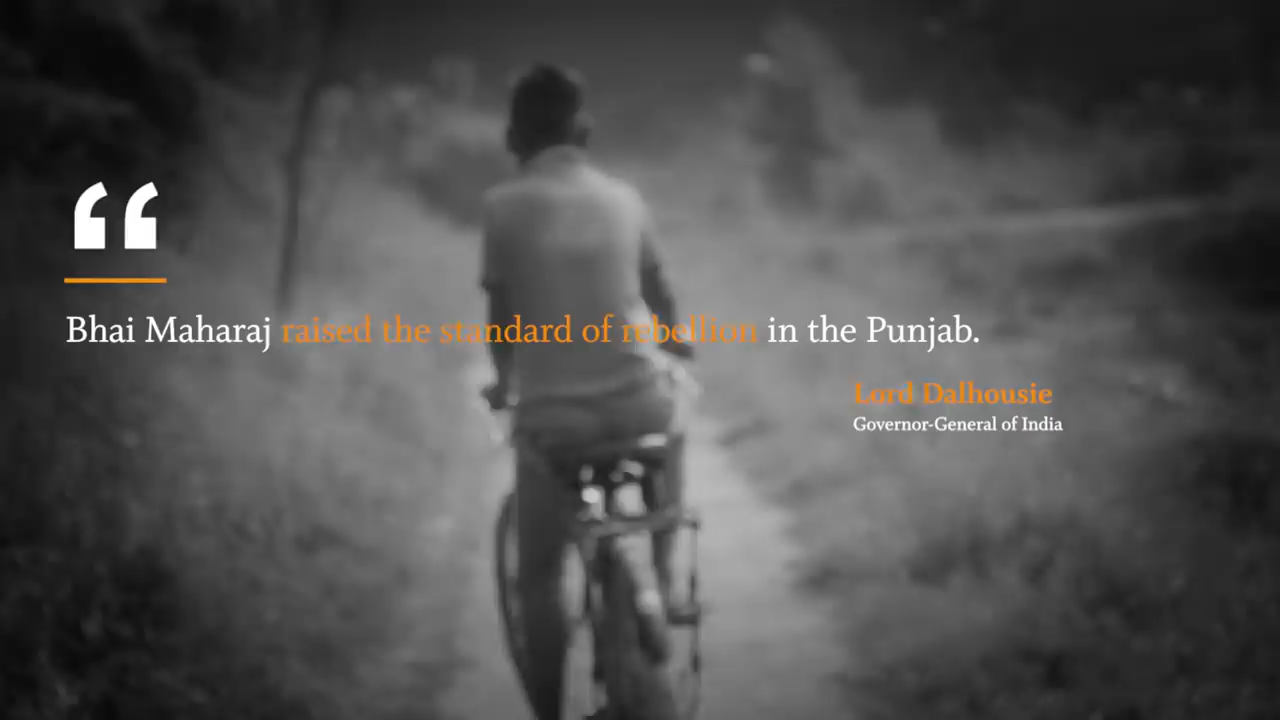 “
Bhai Maharaj raised the standard of rebellion in the Punjab.
Lord Dalhousie
Governor-General of India